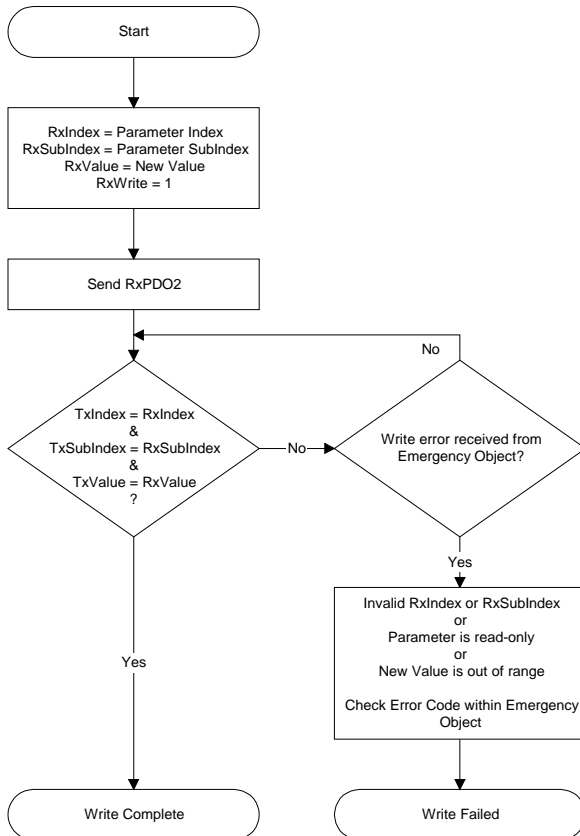 Start
RxIndex = Parameter Index
RxSubIndex = Parameter SubIndex
RxValue = New Value
RxWrite = 1
Send RxPDO2
No
TxIndex = RxIndex
&
TxSubIndex = RxSubIndex
&
TxValue = RxValue
?
No
Write error received from
Emergency Object?
Yes
Invalid RxIndex or RxSubIndex
or
Parameter is read-only
or
New Value is out of range
Check Error Code within Emergency
Object
Yes
Write Complete
Write Failed